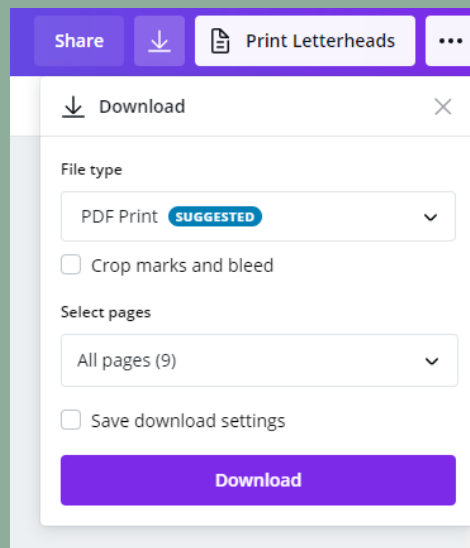 Share
Print Letterheads
Download
File type
PDF Print SUGGESTED
Crop marks and bleed
Select pages
All pages (9)
Save download settings
Download